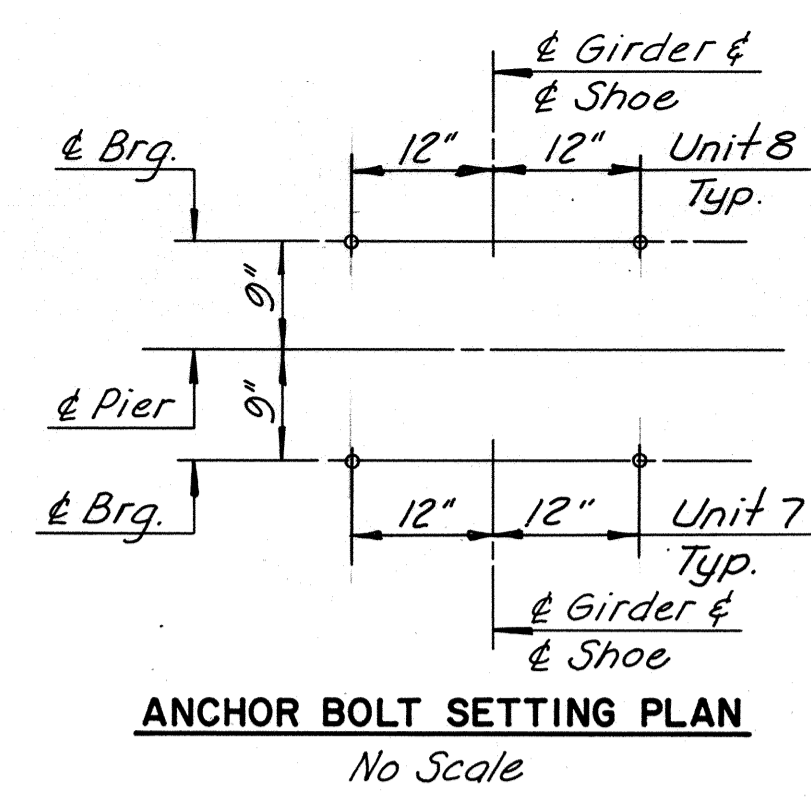 ℄ Girder &
℄ Shoe
℄ Brg.
12"
12"
Unit 8
Typ.
9"
℄ Pier
9"
℄ Brg.
12"
12"
Unit 7
Typ.
℄ Girder &
℄ Shoe
ANCHOR BOLT SETTING PLAN
No Scale